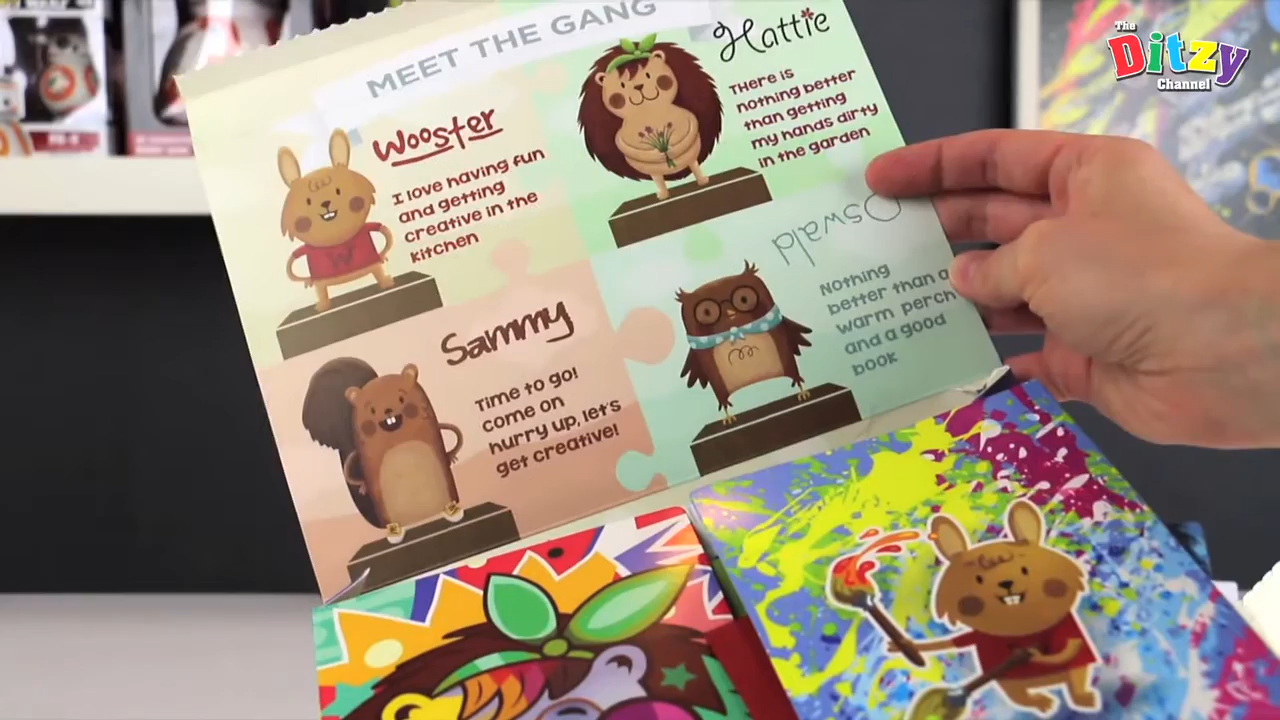 The
Ditzy
Channel
MEET THE GANG
Wooster
I love having fun
and getting
creative in the
kitchen
Hattie
There is
nothing better
than getting
my hands dirty
in the garden
Sammy
Time to go!
come on
hurry up, let's
get creative!
Oswald
Nothing
better than a
warm perch
and a good
book
W